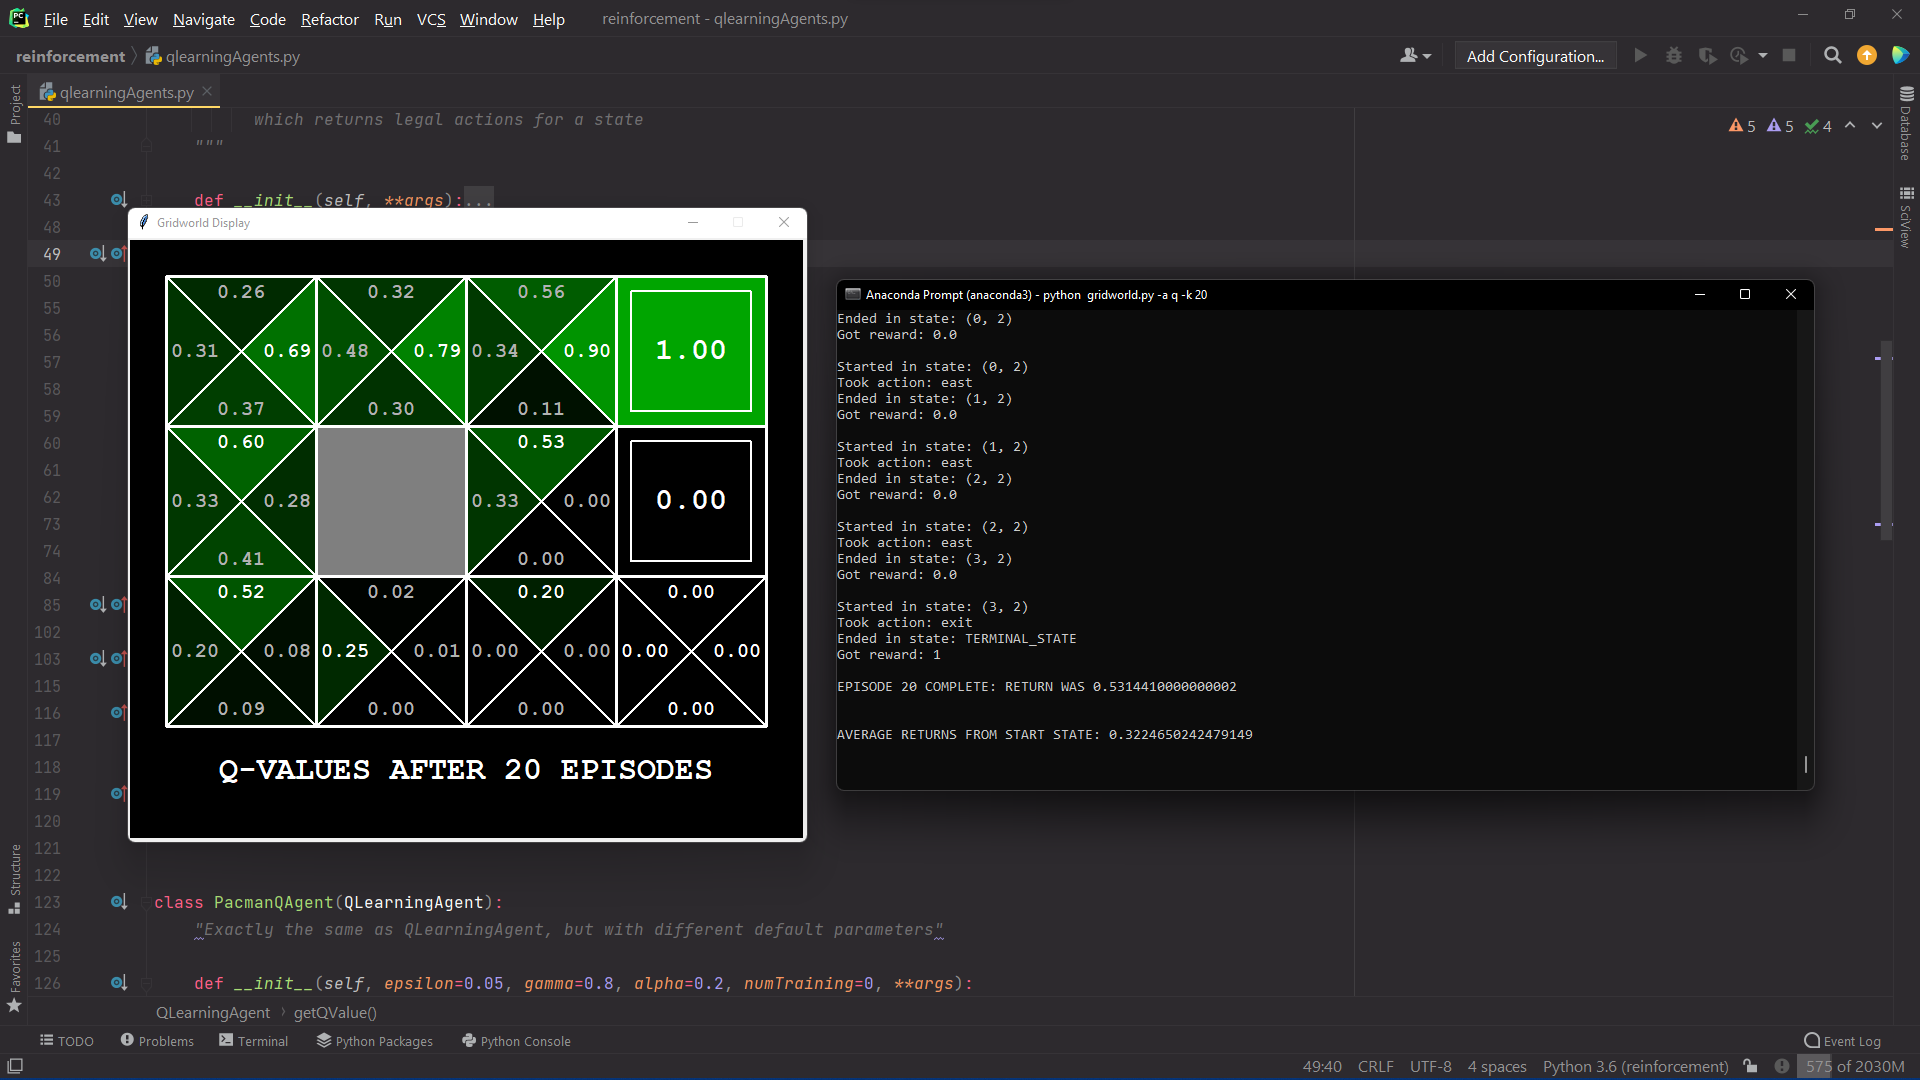 File Edit View Navigate Code Refactor Run VCS Window Help reinforcement - qlearningAgents.py
reinforcement qlearningAgents.py
Add Configuration...
qlearningAgents.py
Project
Structure
Favorites
Database
SciView
5 5 4
40 which returns legal actions for a state
41 """
42
43 def __init__(self, **args):...
48
49
50
55
56
57
58
59
60
61
62
73
74
84
85
102
103
115
116
117
118
119
120
121
122
123 class PacmanQAgent(QLearningAgent):
124 "Exactly the same as QLearningAgent, but with different default parameters"
125
126 def __init__(self, epsilon=0.05, gamma=0.8, alpha=0.2, numTraining=0, **args):
Gridworld Display
0.26 0.32 0.56
0.31 0.69 0.48 0.79 0.34 0.90 1.00
0.37 0.30 0.11
0.60 0.53
0.33 0.28 0.33 0.00 0.00
0.41 0.00
0.52 0.02 0.20 0.00
0.20 0.08 0.25 0.01 0.00 0.00 0.00 0.00
0.09 0.00 0.00 0.00
Q-VALUES AFTER 20 EPISODES
Anaconda Prompt (anaconda3) - python gridworld.py -a q -k 20
Ended in state: (0, 2)
Got reward: 0.0
Started in state: (0, 2)
Took action: east
Ended in state: (1, 2)
Got reward: 0.0
Started in state: (1, 2)
Took action: east
Ended in state: (2, 2)
Got reward: 0.0
Started in state: (2, 2)
Took action: east
Ended in state: (3, 2)
Got reward: 0.0
Started in state: (3, 2)
Took action: exit
Ended in state: TERMINAL_STATE
Got reward: 1
EPISODE 20 COMPLETE: RETURN WAS 0.5314410000000002
AVERAGE RETURNS FROM START STATE: 0.3224650242479149
QLearningAgent getQValue()
TODO Problems Terminal Python Packages Python Console Event Log
49:40 CRLF UTF-8 4 spaces Python 3.6 (reinforcement) 575 of 2030M